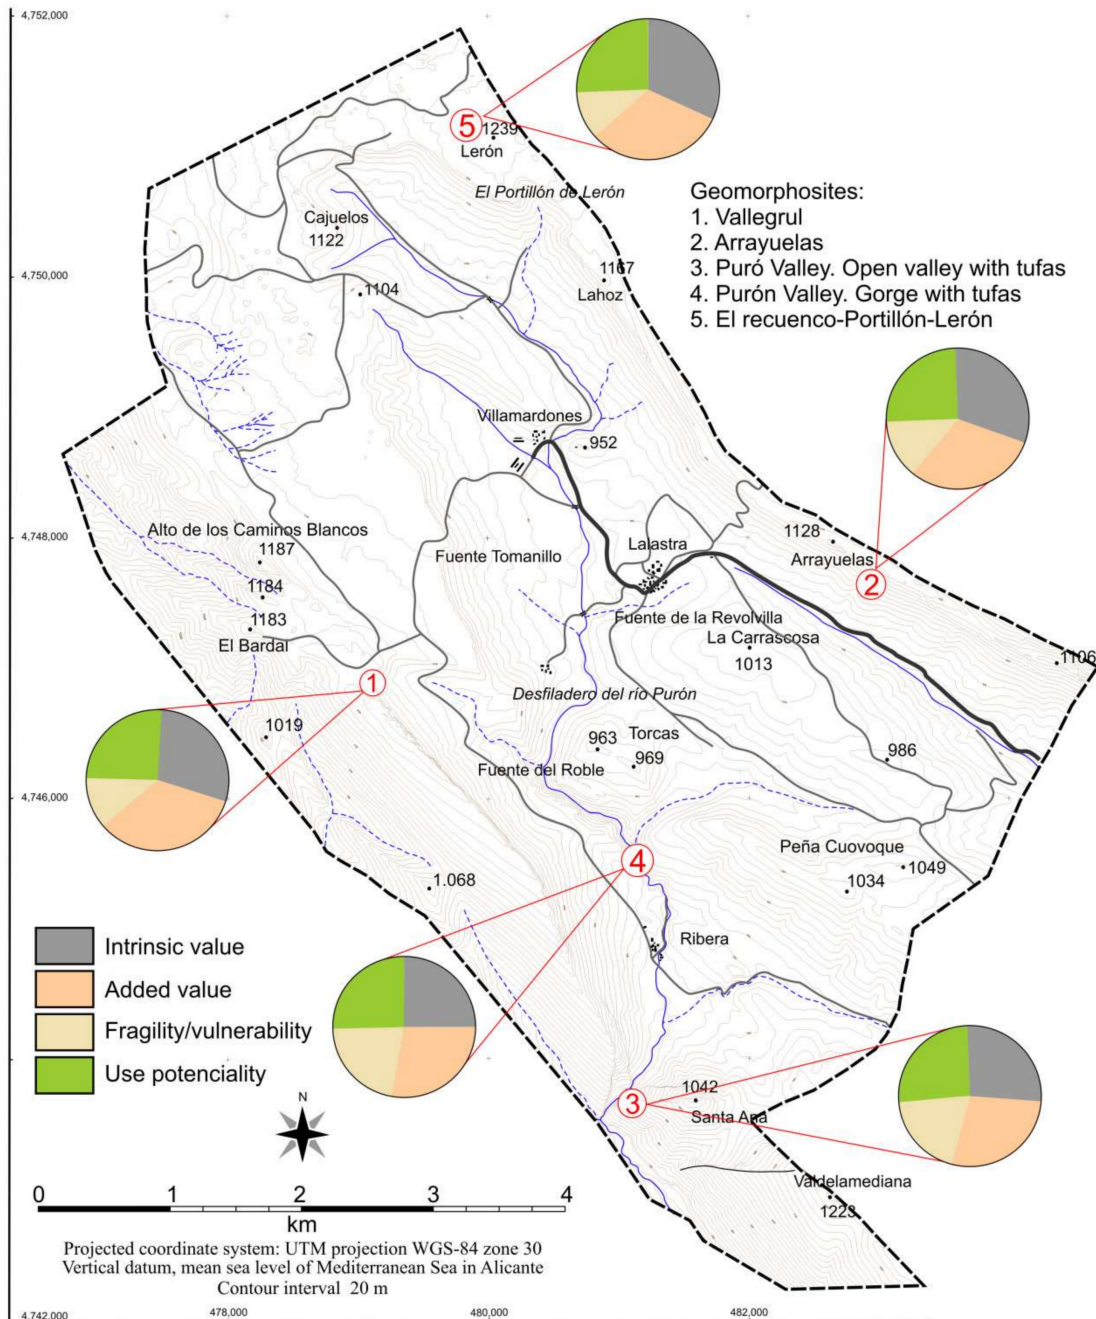 4,752,000
5
1239
Lerón
El Portillón de Lerón
Geomorphosites:
1. Vallegrul
2. Arrayuelas
3. Puró Valley. Open valley with tufas
4. Purón Valley. Gorge with tufas
5. El recuenco-Portillón-Lerón
Cajuelos
1122
4,750,000
1104
1167
Lahoz
Villamardones
952
4,748,000
Alto de los Caminos Blancos
1187
1184
1183
El Bardal
Fuente Tomanillo
Lalastra
1128
Arrayuelas
2
Fuente de la Revolvilla
La Carrascosa
1013
1106
1
Desfiladero del río Purón
1019
963
Torcas
969
986
Fuente del Roble
4,746,000
4
Peña Cuovoque
1049
1034
1.068
Ribera
Intrinsic value
Added value
Fragility/vulnerability
Use potenciality
N
3
1042
Santa Ana
Valdelamediana
1223
0 1 2 3 4
km
Projected coordinate system: UTM projection WGS-84 zone 30
Vertical datum, mean sea level of Mediterranean Sea in Alicante
Contour interval 20 m
4,742,000
478,000
480,000
482,000